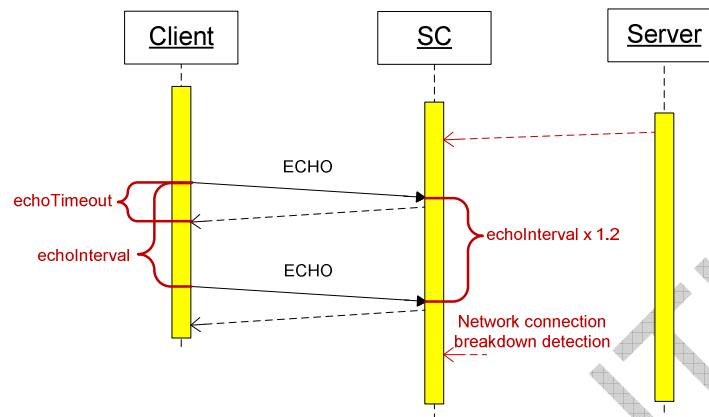 Client
SC
Server
ECHO
echoTimeout
echoInterval x 1.2
echoInterval
ECHO
Network connection
breakdown detection